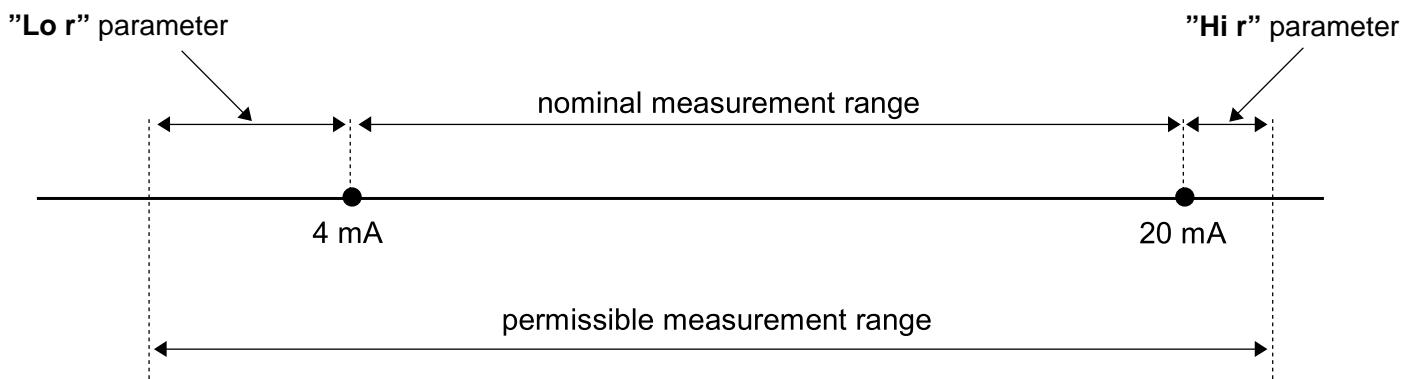 ”Lo r” parameter
”Hi r” parameter
nominal measurement range
4 mA
20 mA
permissible measurement range